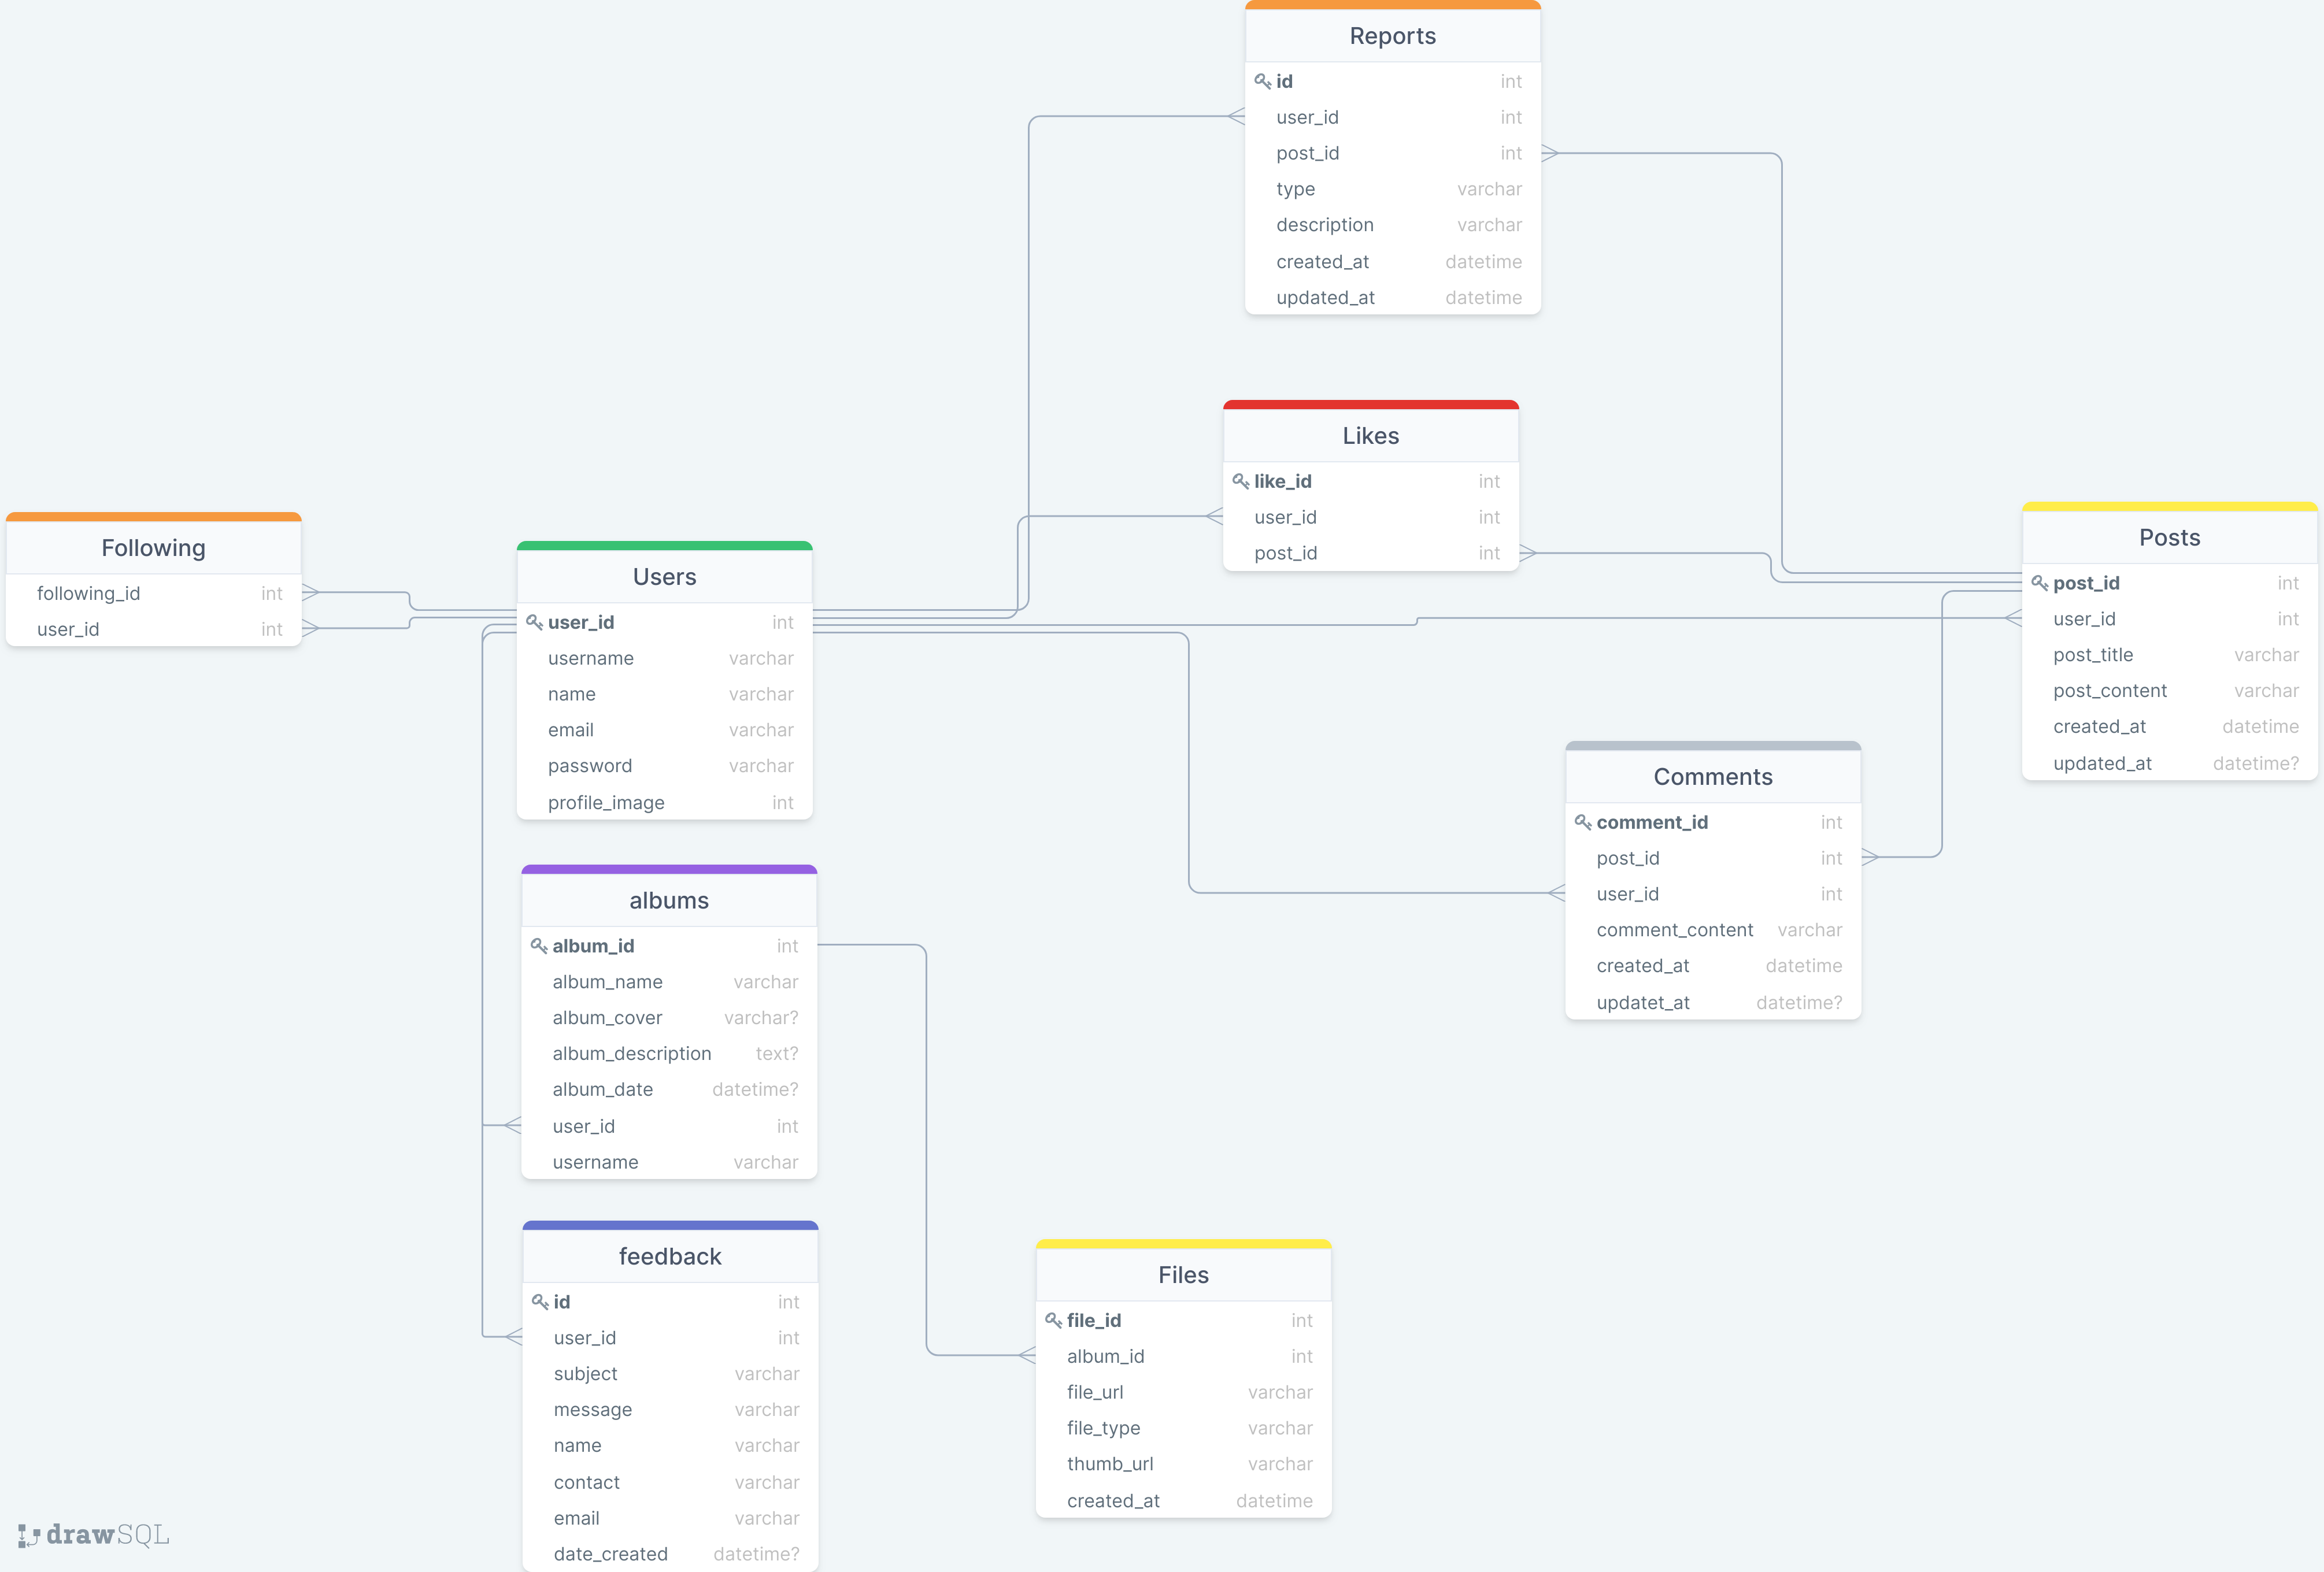 Reports
id int
user_id int
post_id int
type varchar
description varchar
created_at datetime
updated_at datetime
Likes
like_id int
user_id int
post_id int
Following
following_id int
user_id int
Users
user_id int
username varchar
name varchar
email varchar
password varchar
profile_image int
Posts
post_id int
user_id int
post_title varchar
post_content varchar
created_at datetime
updated_at datetime?
Comments
comment_id int
post_id int
user_id int
comment_content varchar
created_at datetime
updatet_at datetime?
albums
album_id int
album_name varchar
album_cover varchar?
album_description text?
album_date datetime?
user_id int
username varchar
feedback
id int
user_id int
subject varchar
message varchar
name varchar
contact varchar
email varchar
date_created datetime?
Files
file_id int
album_id int
file_url varchar
file_type varchar
thumb_url varchar
created_at datetime
drawSQL